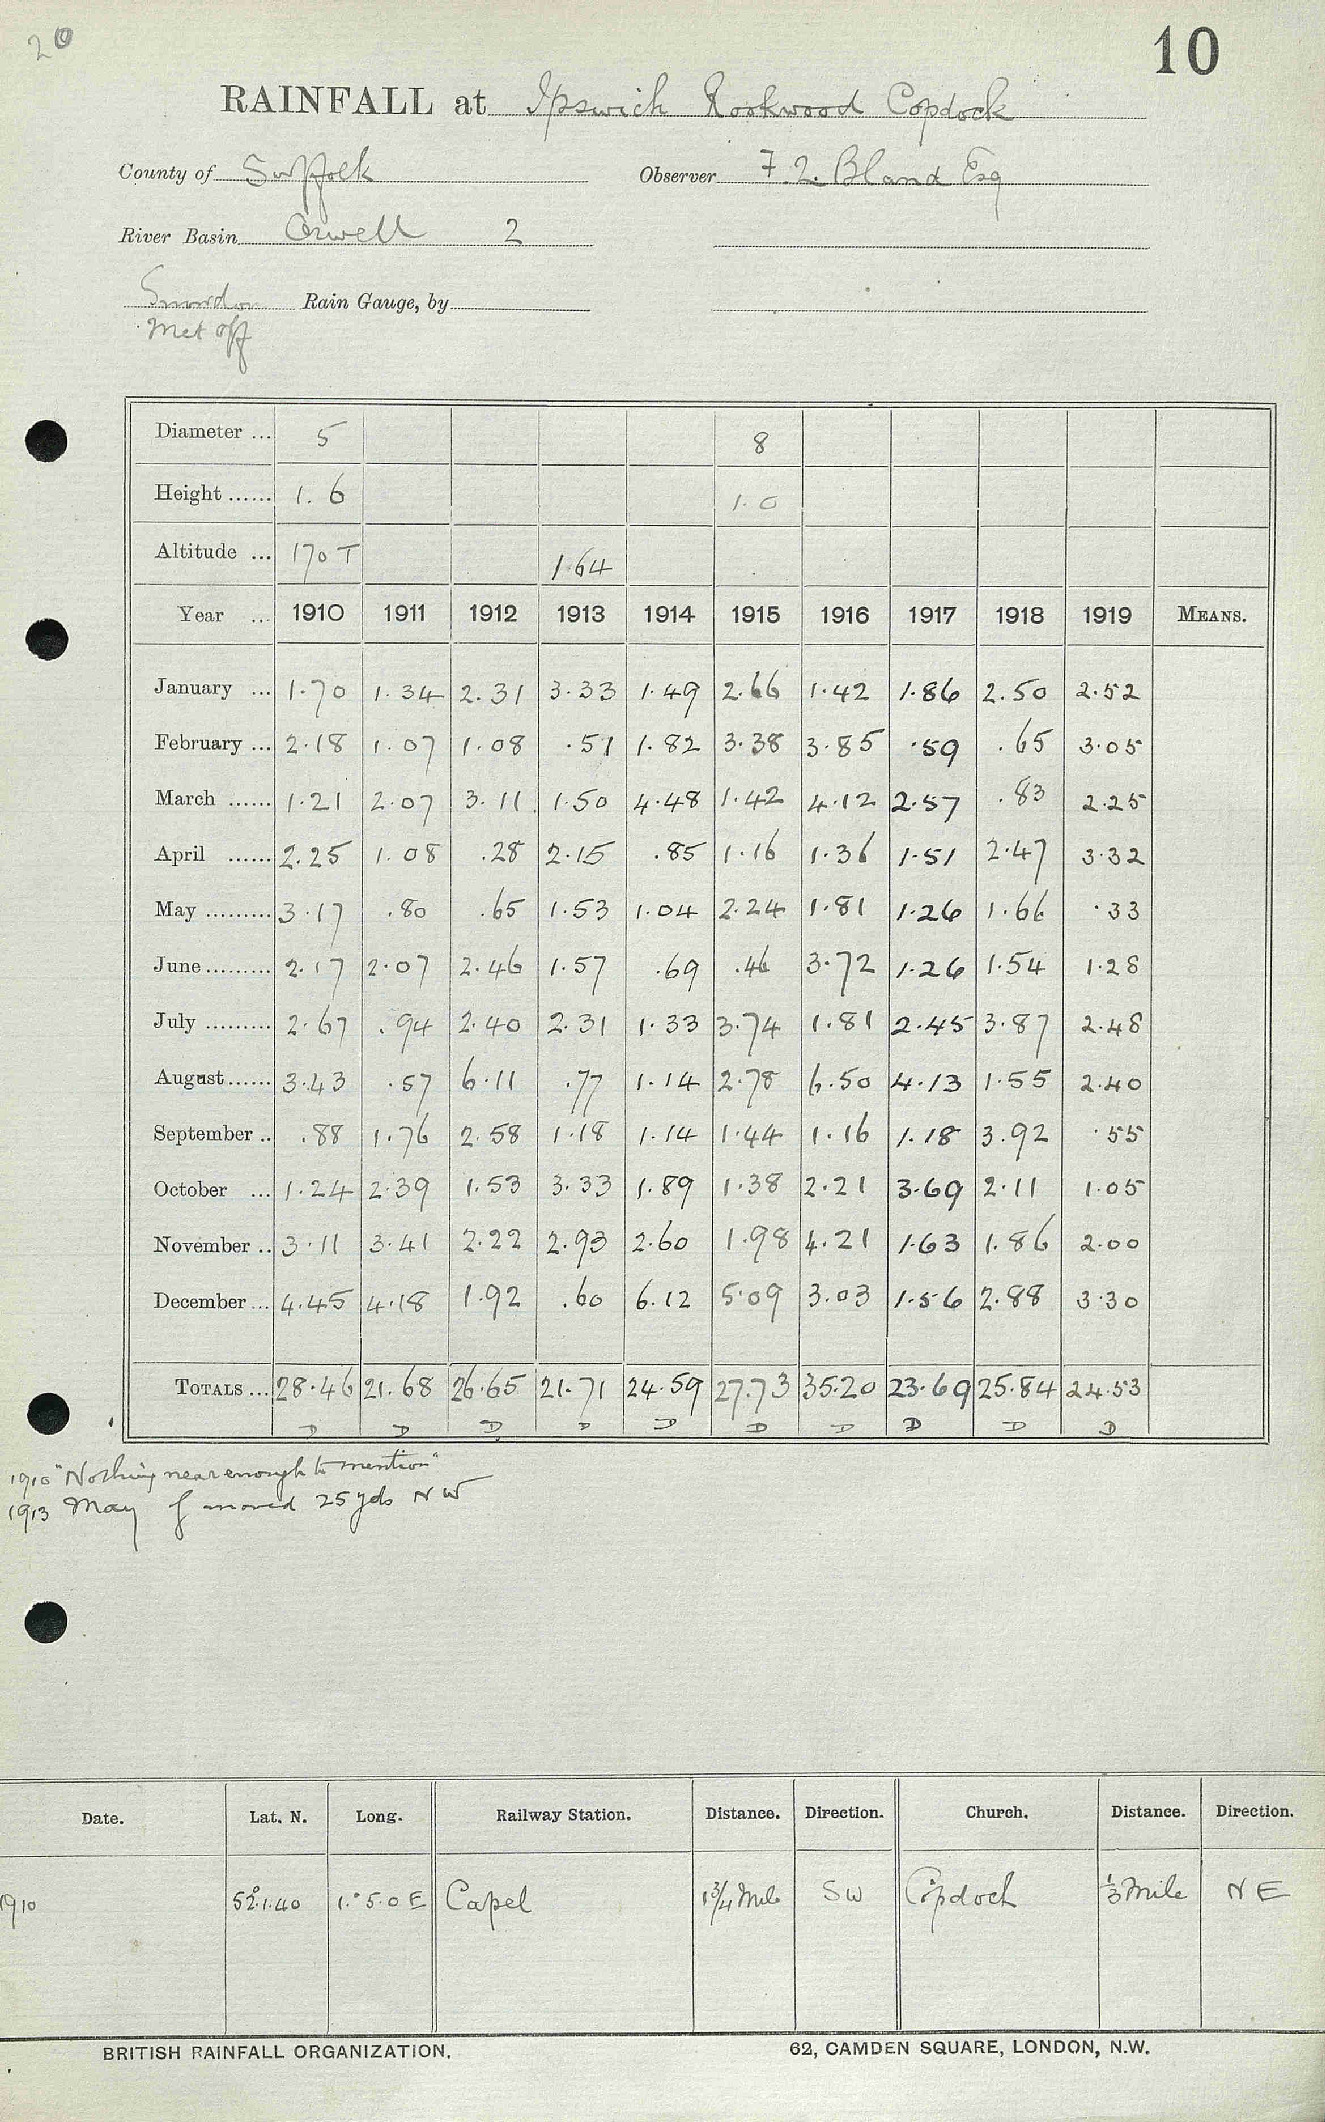 20
10
RAINFALL at Ipswich Rookwood Copdock
County of Suffolk Observer F. 2. Bland Esq
River Basin Orwell 2
Snowdon Rain Gauge, by
Met Off
Diameter ... 5 8
Height ...... 1.6 1.0
Altitude ... 170 T 164
Year ... 1910 1911 1912 1913 1914 1915 1916 1917 1918 1919 MEANS.
January ... 1.70 1.34 2.31 3.33 1.49 2.66 1.42 1.86 2.50 2.52
February ... 2.18 1.07 1.08 .51 1.82 3.38 3.85 .59 .65 3.05
March ...... 1.21 2.07 3.11 1.50 4.48 1.42 4.12 2.57 .83 2.25
April ...... 2.25 1.08 .28 2.15 .85 1.16 1.36 1.51 2.47 3.32
May ......... 3.17 .80 .65 1.53 1.04 2.24 1.81 1.26 1.66 .33
June ......... 2.17 2.07 2.46 1.57 .69 .46 3.72 1.26 1.54 1.28
July ......... 2.67 .94 2.40 2.31 1.33 3.74 1.81 2.45 3.87 2.48
August ...... 3.43 .57 6.11 .77 1.14 2.78 6.50 4.13 1.55 2.40
September .. .88 1.76 2.58 1.18 1.14 1.44 1.16 1.18 3.92 .55
October ... 1.24 2.39 1.53 3.33 1.89 1.38 2.21 3.69 2.11 1.05
November .. 3.11 3.41 2.22 2.93 2.60 1.98 4.21 1.63 1.86 2.00
December ... 4.45 4.18 1.92 .60 6.12 5.09 3.03 1.56 2.88 3.30
TOTALS ... 28.46 21.68 26.65 21.71 24.59 27.73 35.20 23.69 25.84 24.53
D D D D D D D D D D
1910 "Nothing near enough to mention"
1913 May g moved 25 yds NW
Date. Lat. N. Long. Railway Station. Distance. Direction. Church. Distance. Direction.
1910 52°.1.40 1.°5.0 E Capel 1 3/4 Mile SW Copdock 1/3 Mile NE
BRITISH RAINFALL ORGANIZATION. 62, CAMDEN SQUARE, LONDON, N.W.